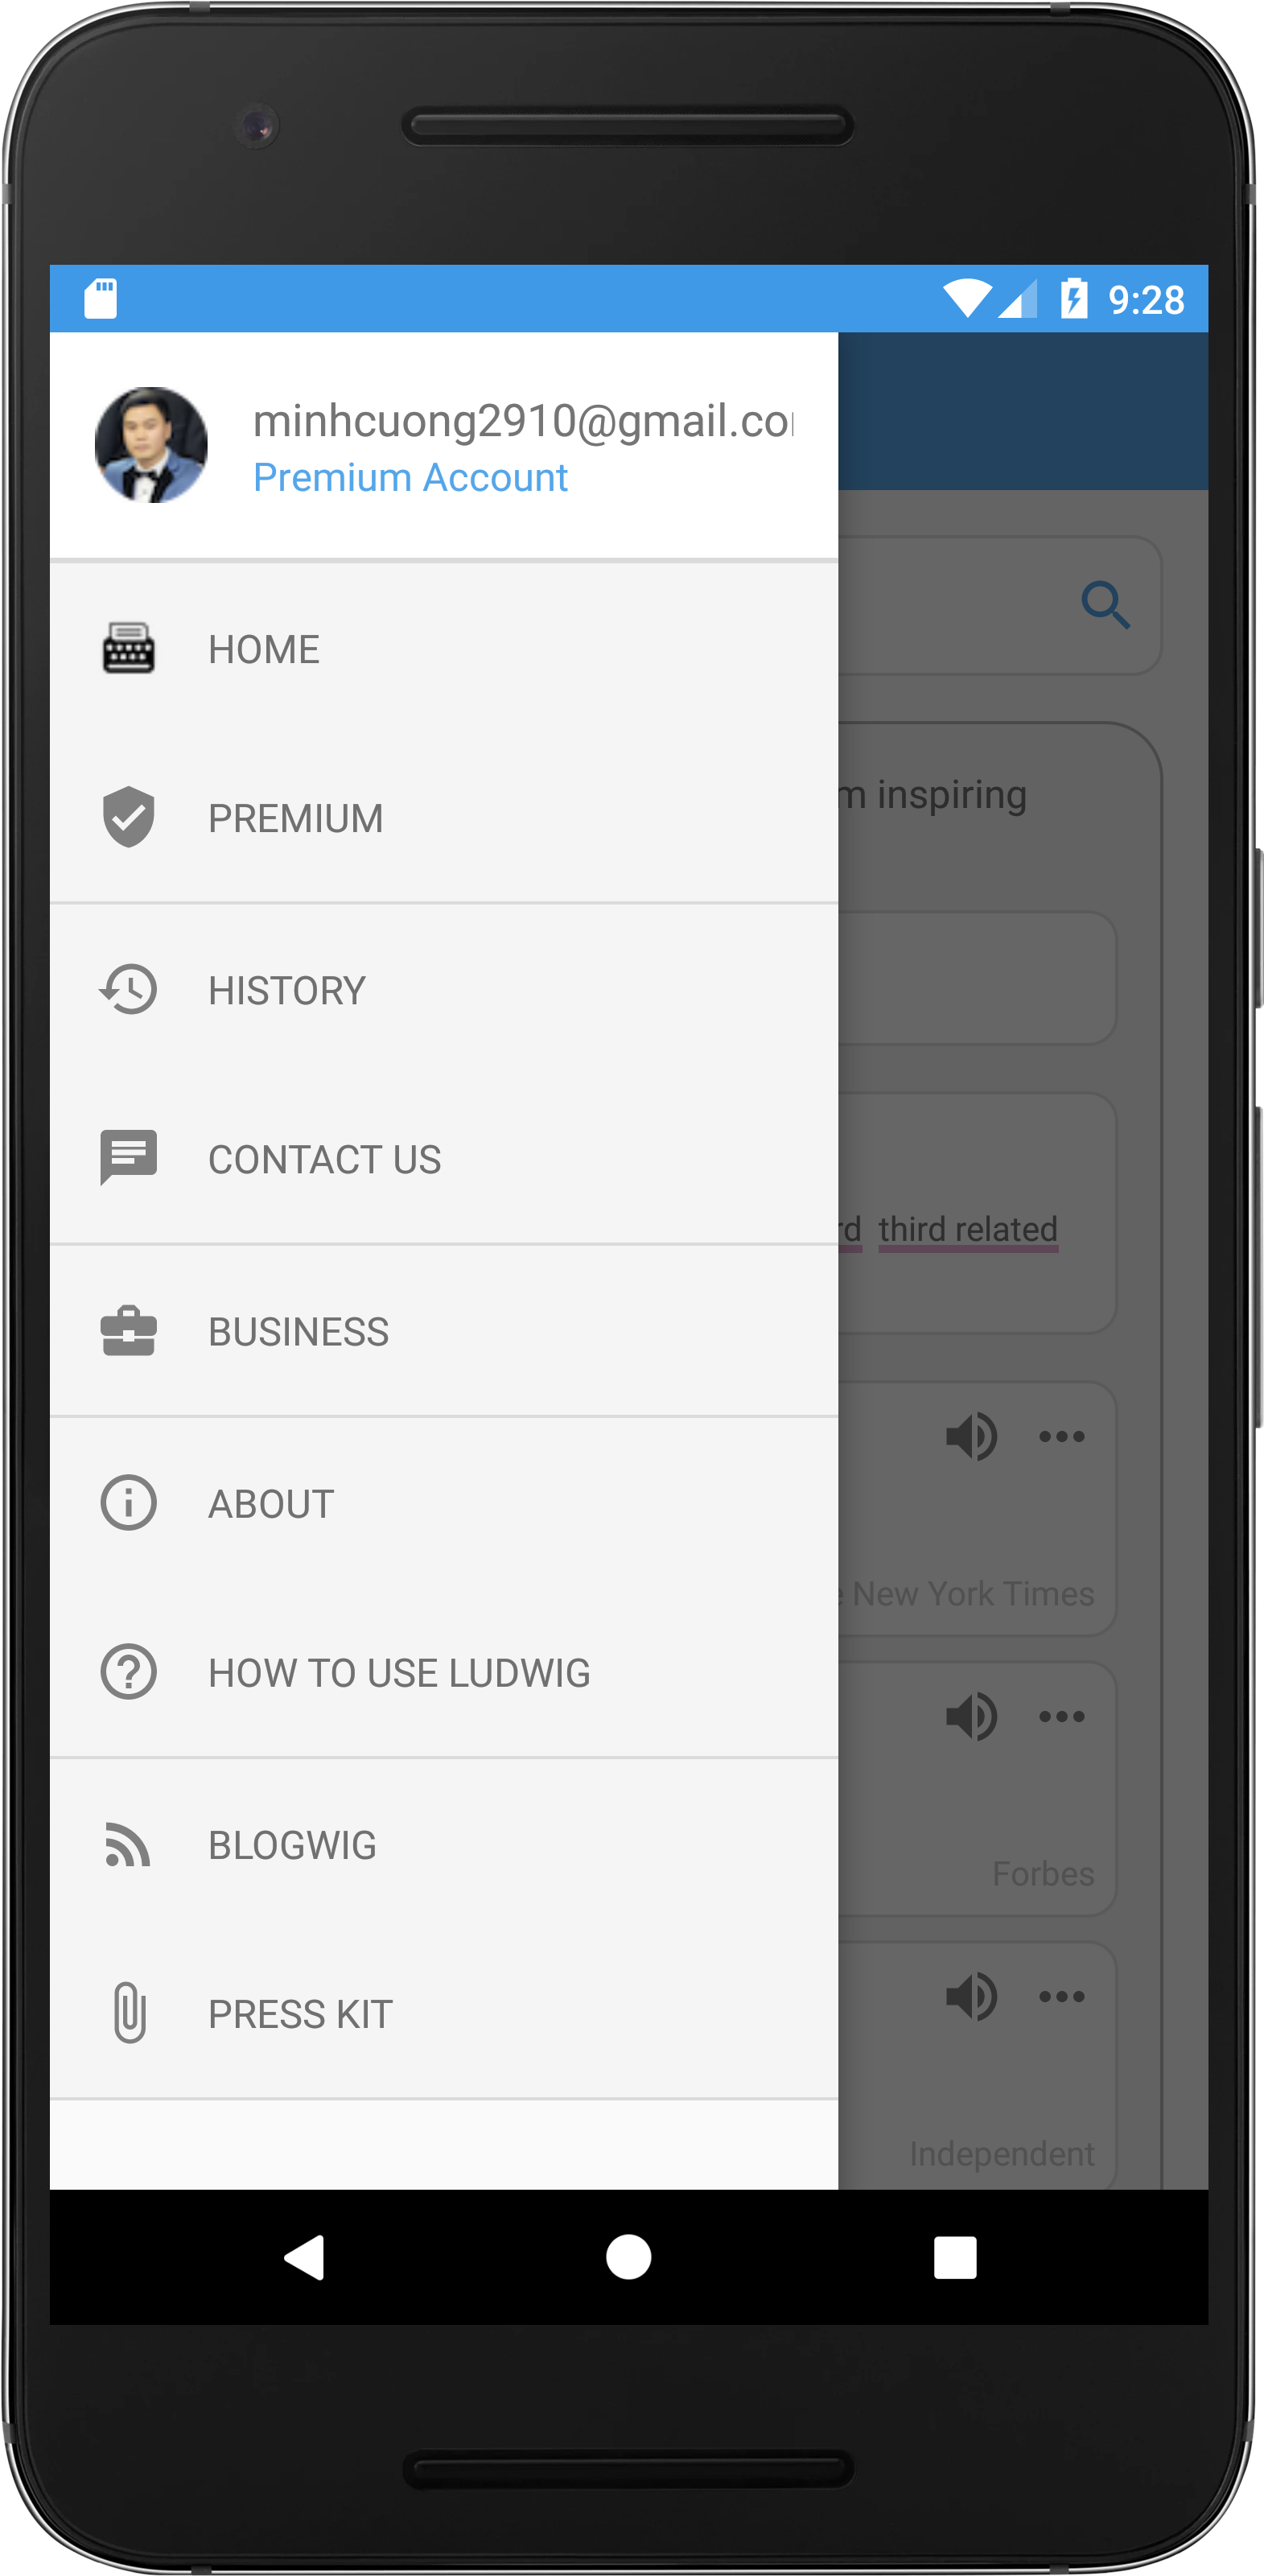 9:28
minhcuong2910@gmail.co
Premium Account
HOME
PREMIUM
HISTORY
CONTACT US
BUSINESS
ABOUT
HOW TO USE LUDWIG
BLOGWIG
PRESS KIT
inspiring
third related
New York Times
Forbes
Independent